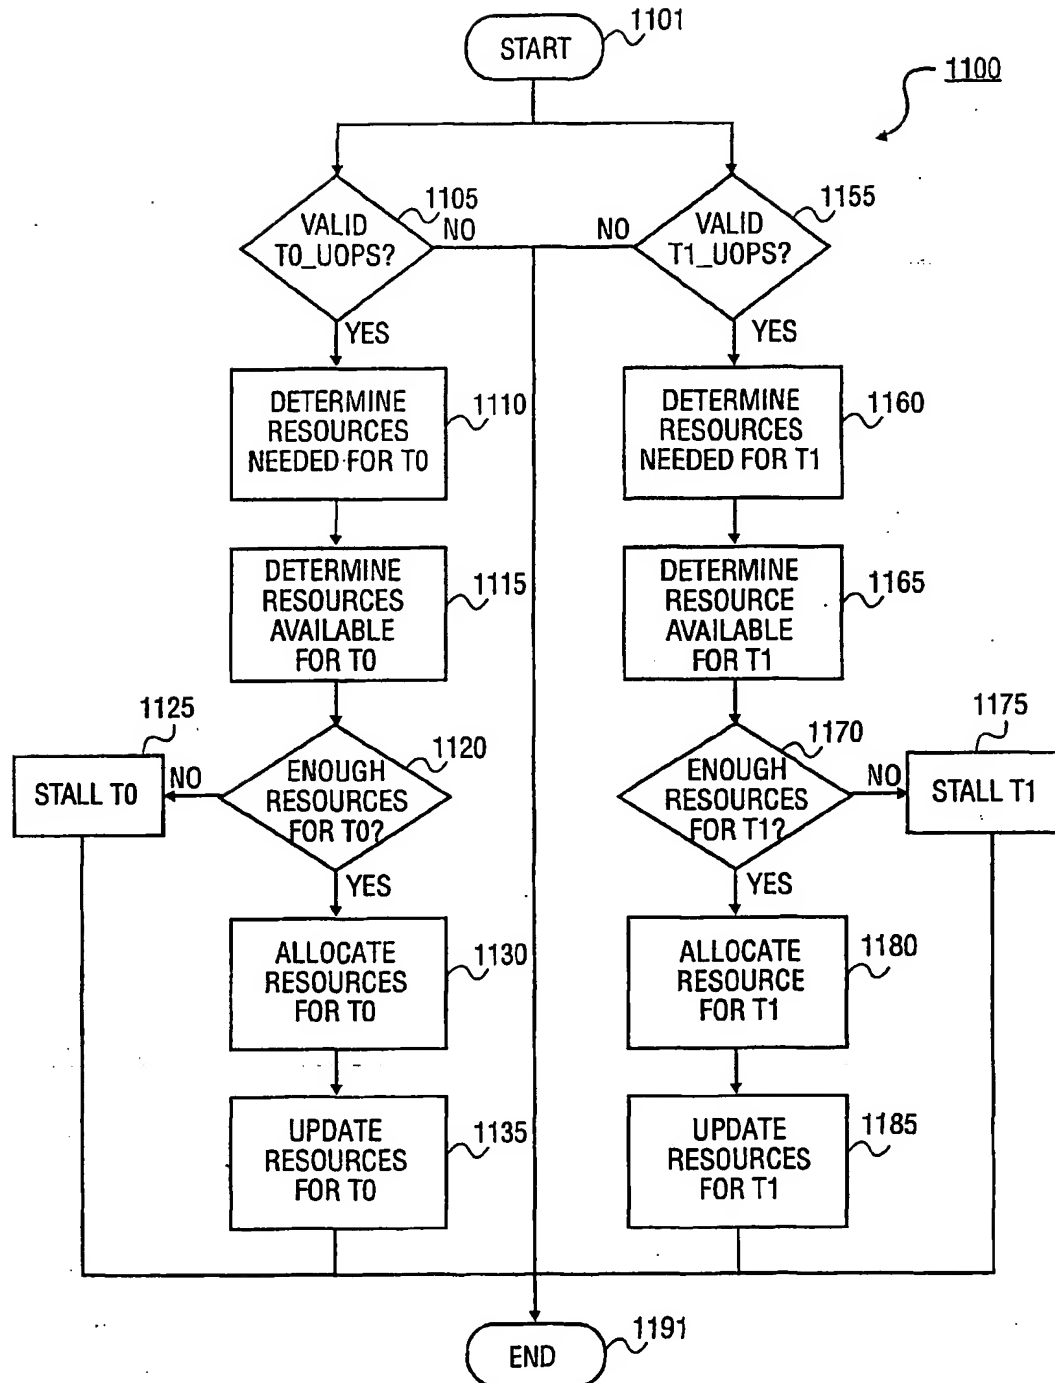 START
1101
1100
VALID
T0_UOPS?
1105
NO
NO
VALID
T1_UOPS?
1155
YES
YES
DETERMINE
RESOURCES
NEEDED FOR T0
1110
DETERMINE
RESOURCES
NEEDED FOR T1
1160
DETERMINE
RESOURCES
AVAILABLE
FOR T0
1115
DETERMINE
RESOURCE
AVAILABLE
FOR T1
1165
1125
STALL T0
NO
ENOUGH
RESOURCES
FOR T0?
1120
YES
ENOUGH
RESOURCES
FOR T1?
1170
NO
1175
STALL T1
YES
ALLOCATE
RESOURCES
FOR T0
1130
ALLOCATE
RESOURCE
FOR T1
1180
UPDATE
RESOURCES
FOR T0
1135
UPDATE
RESOURCES
FOR T1
1185
END
1191